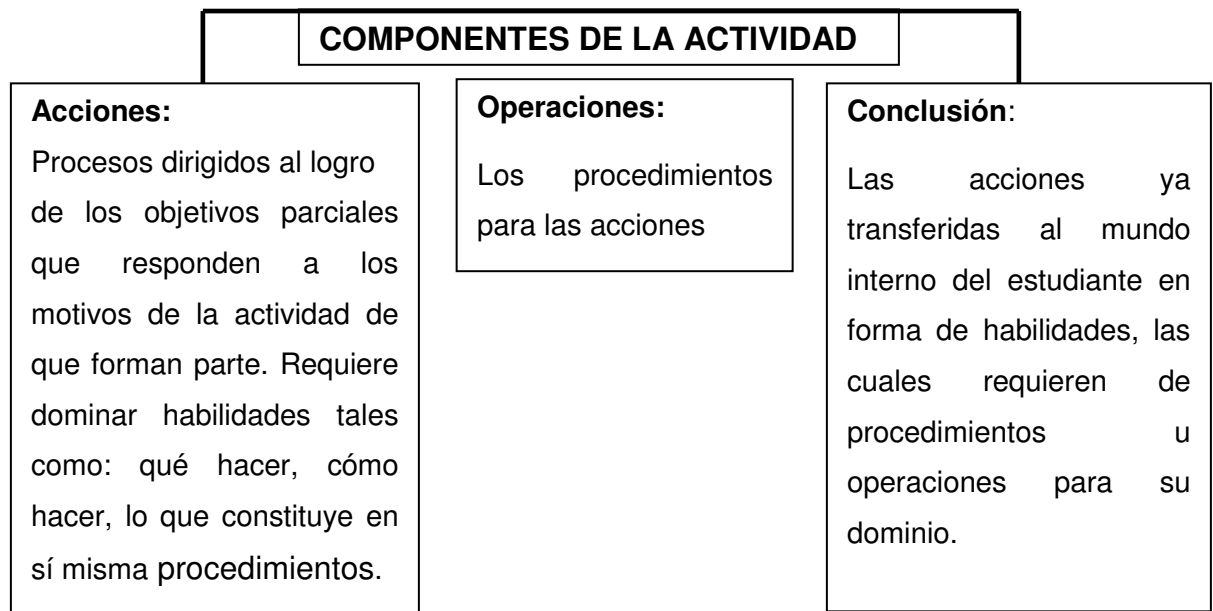 COMPONENTES DE LA ACTIVIDAD
Acciones:
Procesos dirigidos al logro
de los objetivos parciales
que responden a los
motivos de la actividad de
que forman parte. Requiere
dominar habilidades tales
como: qué hacer, cómo
hacer, lo que constituye en
sí misma procedimientos.
Operaciones:
Los procedimientos
para las acciones
Conclusión:
Las acciones ya
transferidas al mundo
interno del estudiante en
forma de habilidades, las
cuales requieren de
procedimientos u
operaciones para su
dominio.